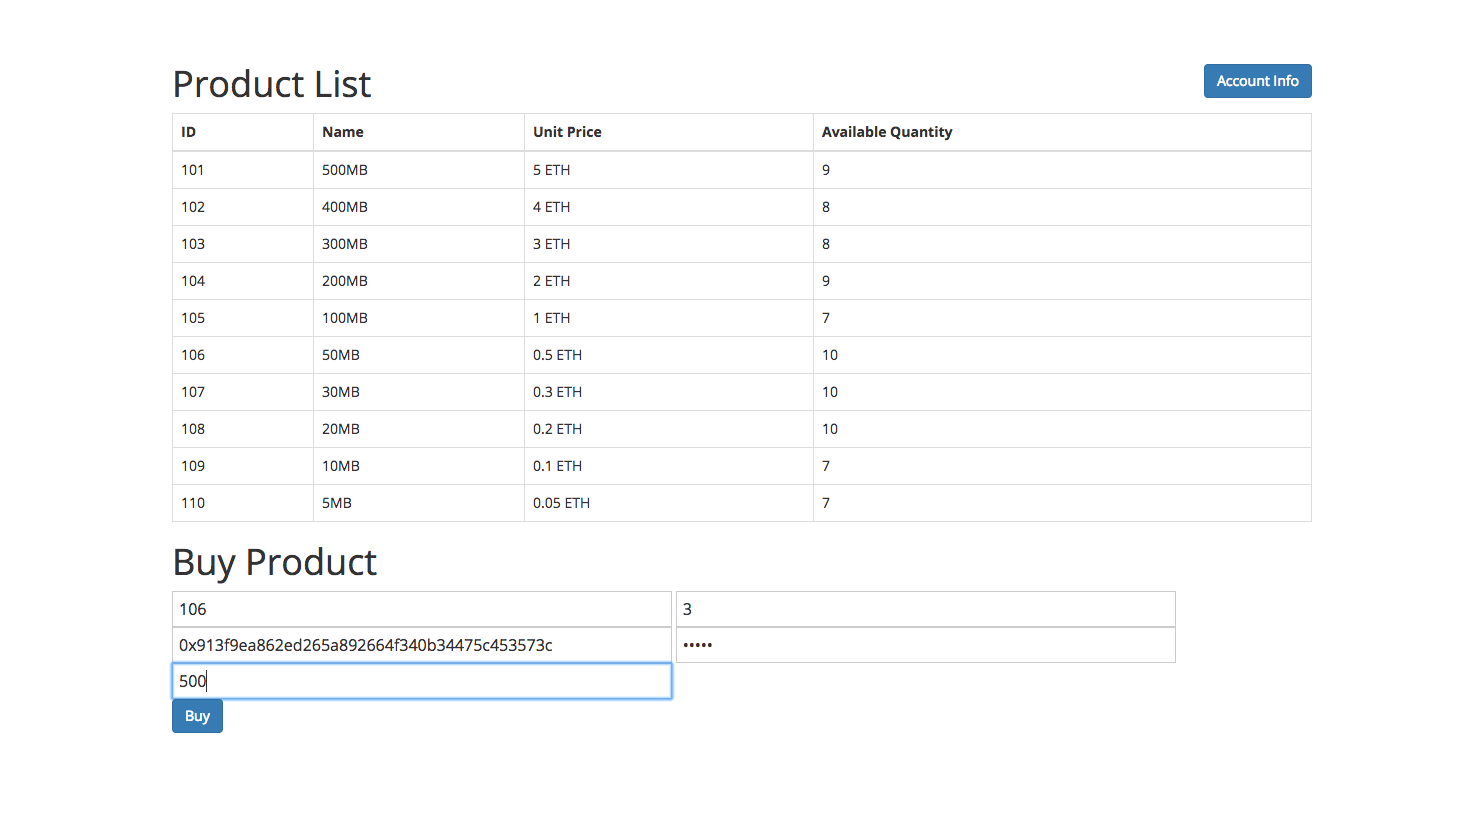 Product List
Account Info
ID Name Unit Price Available Quantity
101 500MB 5 ETH 9
102 400MB 4 ETH 8
103 300MB 3 ETH 8
104 200MB 2 ETH 9
105 100MB 1 ETH 7
106 50MB 0.5 ETH 10
107 30MB 0.3 ETH 10
108 20MB 0.2 ETH 10
109 10MB 0.1 ETH 7
110 5MB 0.05 ETH 7
Buy Product
106 3
0x913f9ea862ed265a892664f340b34475c453573c •••••
500
Buy